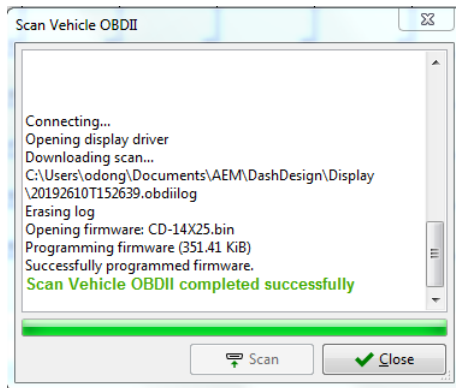 Scan Vehicle OBDII
Connecting...
Opening display driver
Downloading scan...
C:\Users\odong\Documents\AEM\DashDesign\Display
\20192610T152639.obdiilog
Erasing log
Opening firmware: CD-14X25.bin
Programming firmware (351.41 KiB)
Successfully programmed firmware.
Scan Vehicle OBDII completed successfully
Scan
Close